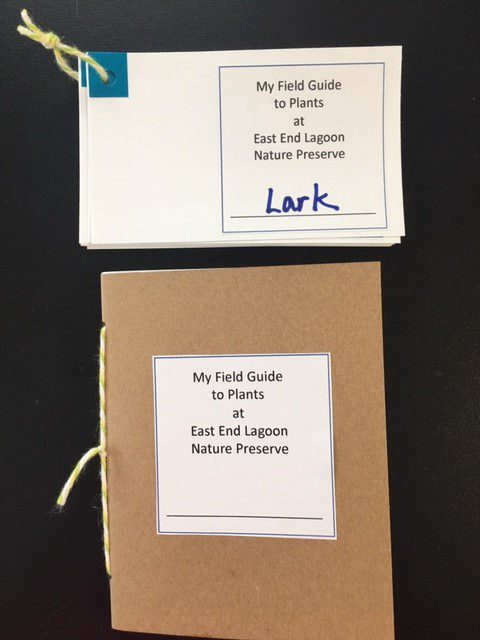 My Field Guide
to Plants
at
East End Lagoon
Nature Preserve
Lark
My Field Guide
to Plants
at
East End Lagoon
Nature Preserve